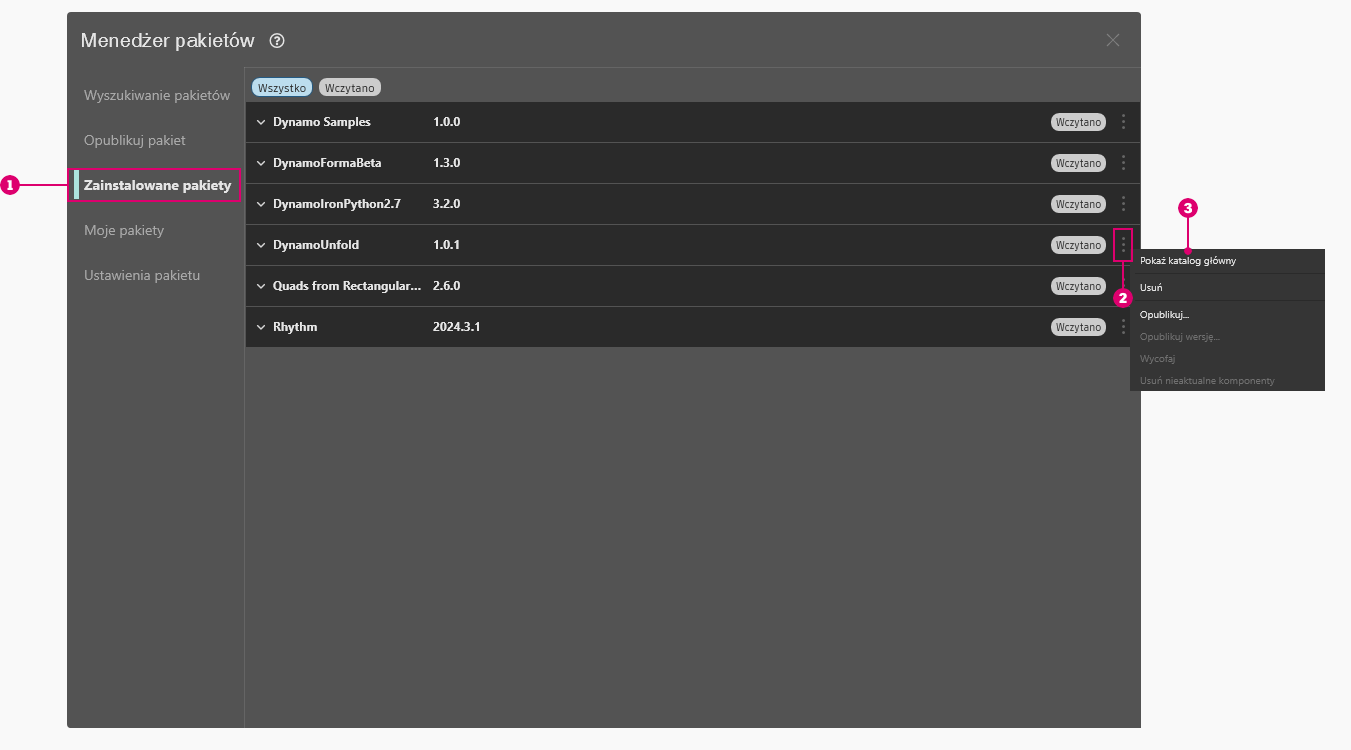 Menedżer pakietów ?
Wyszukiwanie pakietów
Opublikuj pakiet
1
Zainstalowane pakiety
Moje pakiety
Ustawienia pakietu
Wszystko Wczytano
Dynamo Samples 1.0.0 Wczytano
DynamoFormaBeta 1.3.0 Wczytano
DynamoIronPython2.7 3.2.0 Wczytano
DynamoUnfold 1.0.1 Wczytano
Quads from Rectangular... 2.6.0 Wczytano
Rhythm 2024.3.1 Wczytano
2
3
Pokaż katalog główny
Usuń
Opublikuj...
Opublikuj wersję...
Wycofaj
Usuń nieaktualne komponenty